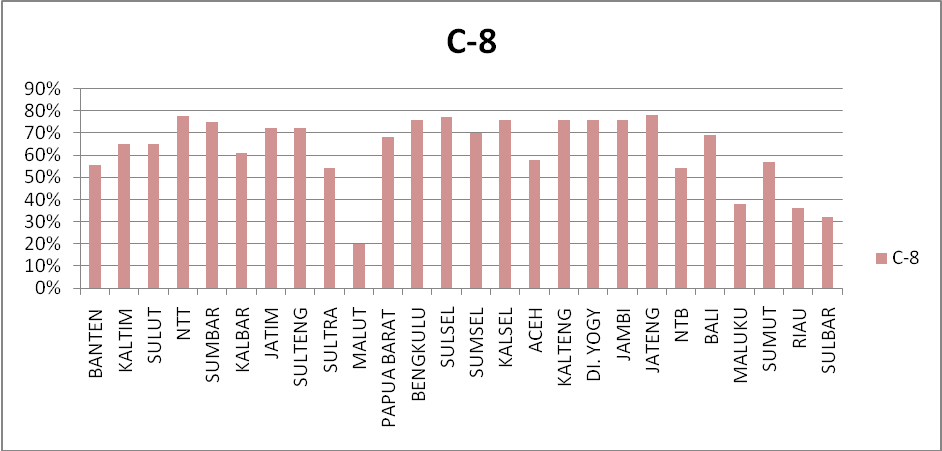 C-8
90%
80%
70%
60%
50%
40%
30%
20%
10%
0%
BANTEN
KALTIM
SULUT
NTT
SUMBAR
KALBAR
JATIM
SULTENG
SULTRA
MALUT
PAPUA BARAT
BENGKULU
SULSEL
SUMSEL
KALSEL
ACEH
KALTENG
DI. YOGY
JAMBI
JATENG
NTB
BALI
MALUKU
SUMUT
RIAU
SULBAR
C-8